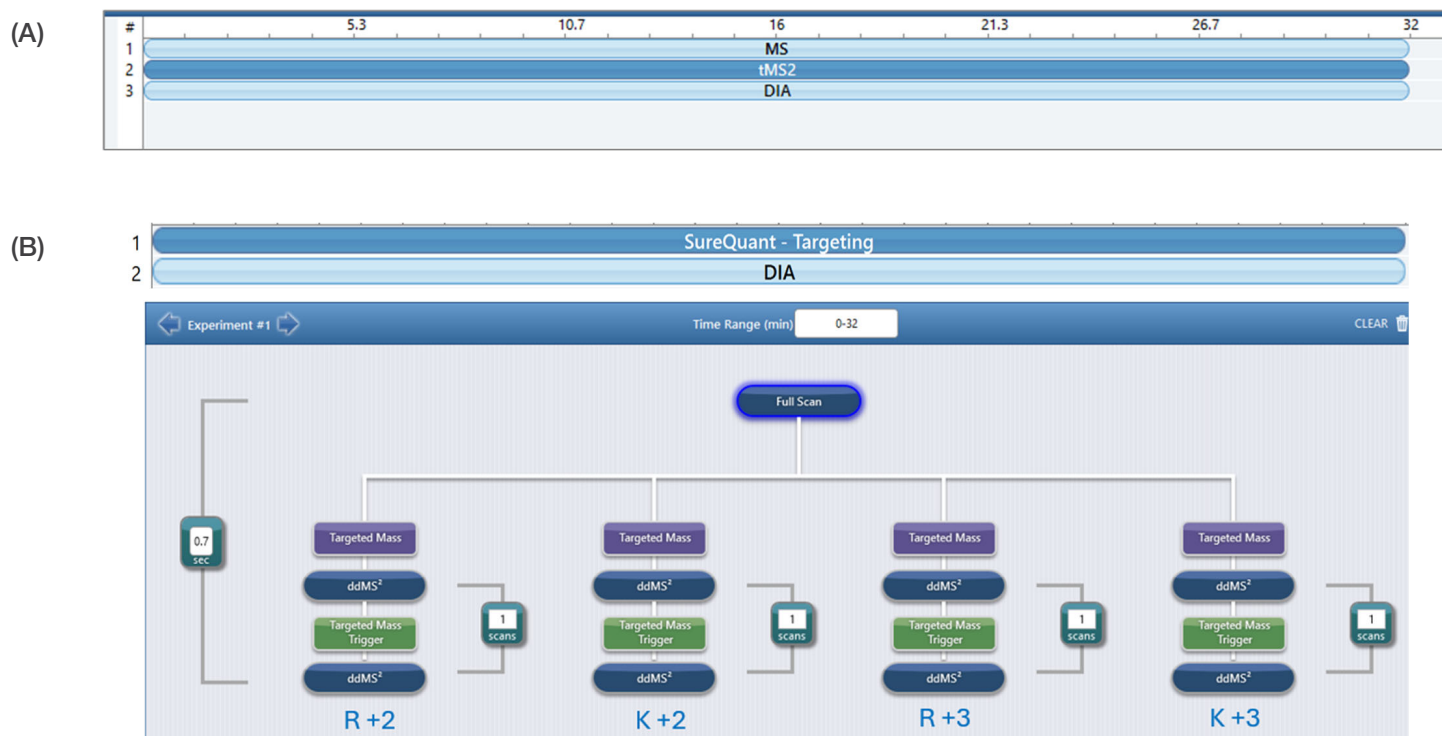 (A)
# 5.3 10.7 16 21.3 26.7 32
1 MS
2 tMS2
3 DIA
(B)
1 SureQuant - Targeting
2 DIA
Experiment #1 Time Range (min) 0-32 CLEAR
Full Scan
Targeted Mass Targeted Mass Targeted Mass Targeted Mass
0.7
sec
ddMS² ddMS² ddMS² ddMS²
Targeted Mass Trigger 1 scans Targeted Mass Trigger 1 scans Targeted Mass Trigger 1 scans Targeted Mass Trigger 1 scans
ddMS² ddMS² ddMS² ddMS²
R +2 K +2 R +3 K +3